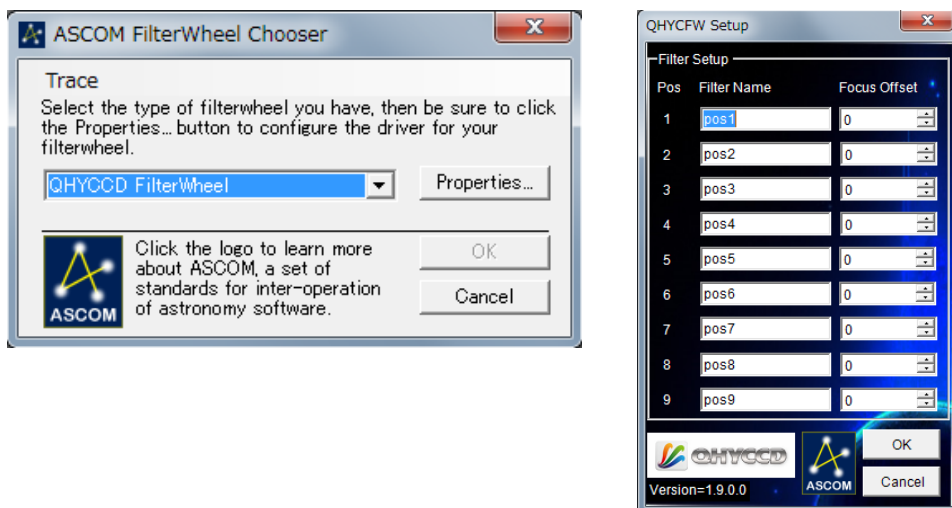 ASCOM FilterWheel Chooser
Trace
Select the type of filterwheel you have, then be sure to click
the Properties... button to configure the driver for your
filterwheel.
QHYCCD FilterWheel
Properties...
Click the logo to learn more
about ASCOM, a set of
standards for inter-operation
of astronomy software.
ASCOM
OK
Cancel
QHYCFW Setup
Filter Setup
Pos Filter Name Focus Offset
1 pos1 0
2 pos2 0
3 pos3 0
4 pos4 0
5 pos5 0
6 pos6 0
7 pos7 0
8 pos8 0
9 pos9 0
QHYCCD
Version=1.9.0.0
ASCOM
OK
Cancel